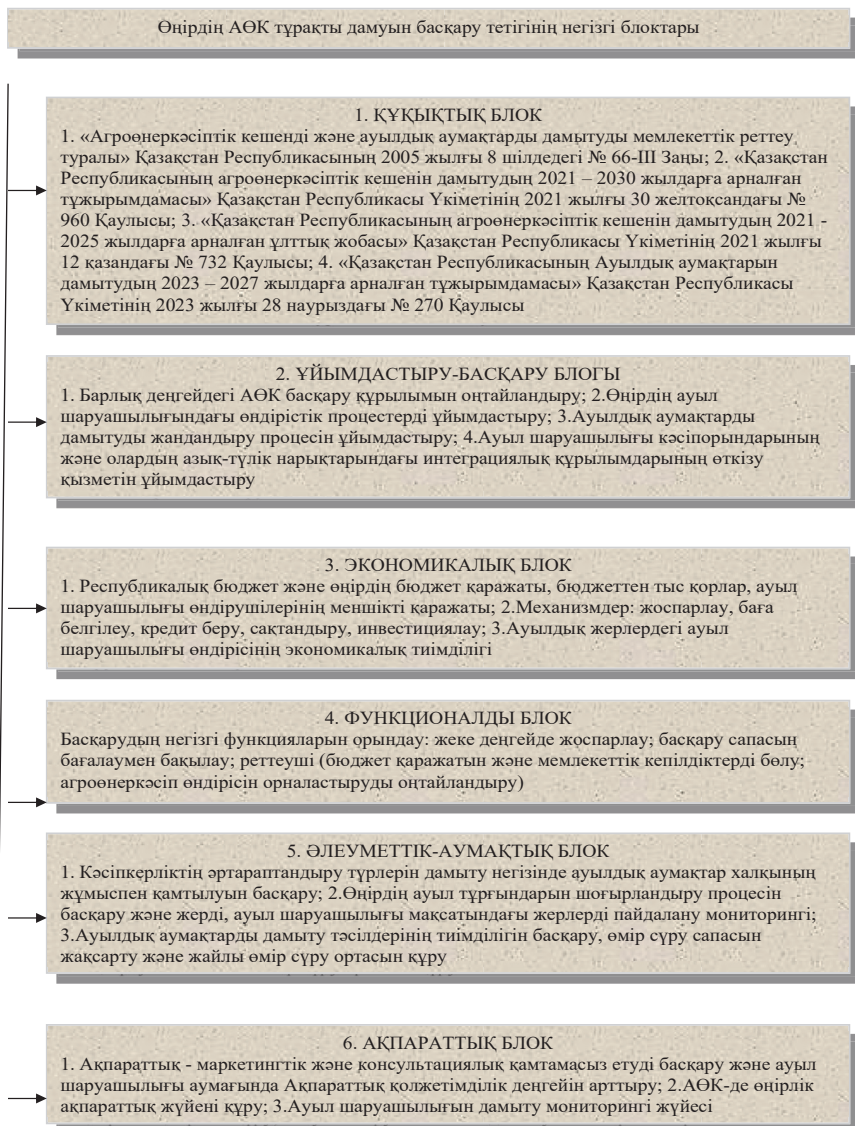 Өңірдің АӨК тұрақты дамуын басқару тетігінің негізгі блоктары
1. ҚҰҚЫҚТЫҚ БЛОК
1. «Агроөнеркәсіптік кешенді және ауылдық аумақтарды дамытуды мемлекеттік реттеу
туралы» Қазақстан Республикасының 2005 жылғы 8 шілдедегі № 66-III Заңы; 2. «Қазақстан
Республикасының агроөнеркәсіптік кешенін дамытудың 2021 – 2030 жылдарға арналған
тұжырымдамасы» Қазақстан Республикасы Үкіметінің 2021 жылғы 30 желтоқсандағы №
960 Қаулысы; 3. «Қазақстан Республикасының агроөнеркәсіптік кешенін дамытудың 2021 -
2025 жылдарға арналған ұлттық жобасы» Қазақстан Республикасы Үкіметінің 2021 жылғы
12 қазандағы № 732 Қаулысы; 4. «Қазақстан Республикасының Ауылдық аумақтарын
дамытудың 2023 – 2027 жылдарға арналған тұжырымдамасы» Қазақстан Республикасы
Үкіметінің 2023 жылғы 28 наурыздағы № 270 Қаулысы
2. ҰЙЫМДАСТЫРУ-БАСҚАРУ БЛОГЫ
1. Барлық деңгейдегі АӨК басқару құрылымын оңтайландыру; 2.Өңірдің ауыл
шаруашылығындағы өндірістік процестерді ұйымдастыру; 3.Ауылдық аумақтарды
дамытуды жандандыру процесін ұйымдастыру; 4.Ауыл шаруашылығы кәсіпорындарының
және олардың азық-түлік нарықтарындағы интеграциялық құрылымдарының өткізу
қызметін ұйымдастыру
3. ЭКОНОМИКАЛЫҚ БЛОК
1. Республикалық бюджет және өңірдің бюджет қаражаты, бюджеттен тыс қорлар, ауыл
шаруашылығы өндірушілерінің меншікті қаражаты; 2.Механизмдер: жоспарлау, баға
белгілеу, кредит беру, сақтандыру, инвестициялау; 3.Ауылдық жерлердегі ауыл
шаруашылығы өндірісінің экономикалық тиімділігі
4. ФУНКЦИОНАЛДЫ БЛОК
Басқарудың негізгі функцияларын орындау: жеке деңгейде жоспарлау; басқару сапасын
бағалаумен бақылау; реттеуші (бюджет қаражатын және мемлекеттік кепілдіктерді бөлу;
агроөнеркәсіп өндірісін орналастыруды оңтайландыру)
5. ӘЛЕУМЕТТІК-АУМАҚТЫҚ БЛОК
1. Кәсіпкерліктің әртараптандыру түрлерін дамыту негізінде ауылдық аумақтар халқының
жұмыспен қамтылуын басқару; 2.Өңірдің ауыл тұрғындарын шоғырландыру процесін
басқару және жерді, ауыл шаруашылығы мақсатындағы жерлерді пайдалану мониторингі;
3.Ауылдық аумақтарды дамыту тәсілдерінің тиімділігін басқару, өмір сүру сапасын
жақсарту және жайлы өмір сүру ортасын құру
6. АҚПАРАТТЫҚ БЛОК
1. Ақпараттық - маркетингтік және консультациялық қамтамасыз етуді басқару және ауыл
шаруашылығы аумағында Ақпараттық қолжетімділік деңгейін арттыру; 2.АӨК-де өңірлік
ақпараттық жүйені құру; 3.Ауыл шаруашылығын дамыту мониторингі жүйесі